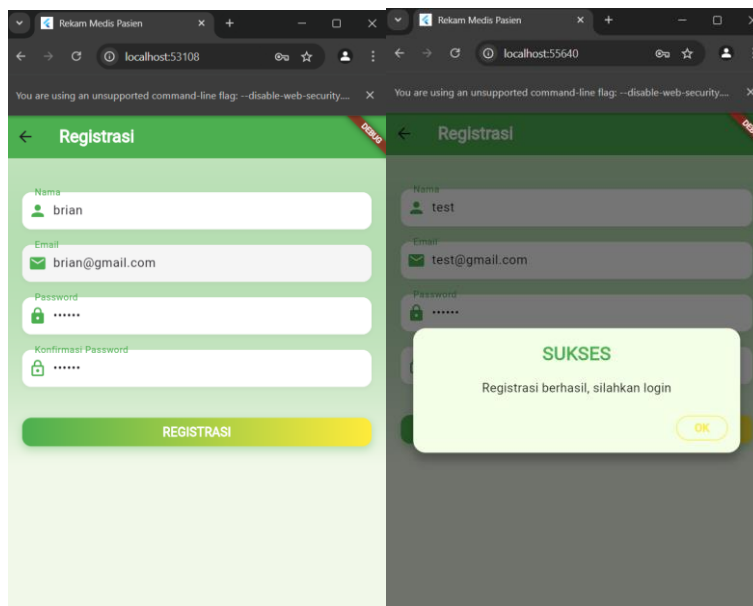 Rekam Medis Pasien
localhost:53108
You are using an unsupported command-line flag: --disable-web-security....
Registrasi
DEBUG
Nama
brian
Email
brian@gmail.com
Password
••••••
Konfirmasi Password
••••••
REGISTRASI
Rekam Medis Pasien
localhost:55640
You are using an unsupported command-line flag: --disable-web-security....
Registrasi
Nama
test
Email
test@gmail.com
Password
••••••
SUKSES
Registrasi berhasil, silahkan login
OK